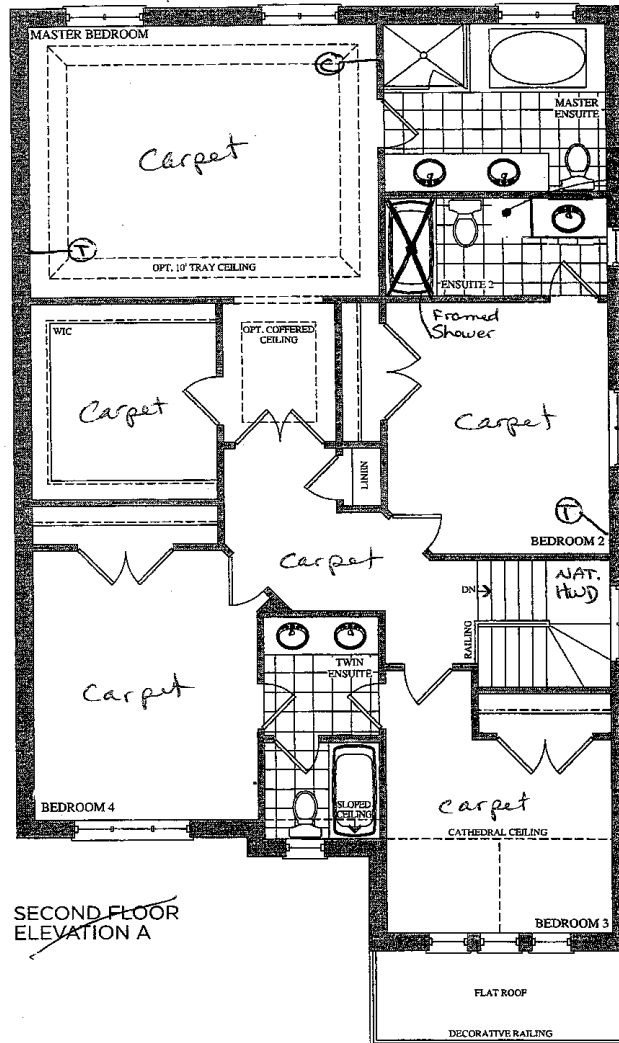 MASTER BEDROOM
C
Carpet
MASTER
ENSUITE
T
OPT. 10' TRAY CEILING
ENSUITE 2
Framed
Shower
WIC
OPT. COFFERED
CEILING
Carpet
Carpet
LINEN
T
BEDROOM 2
Carpet
NAT.
HWD
DN
RAILING
TWIN
ENSUITE
Carpet
SLOPED
CEILING
BEDROOM 4
Carpet
CATHEDRAL CEILING
BEDROOM 3
SECOND FLOOR
ELEVATION A
FLAT ROOF
DECORATIVE RAILING